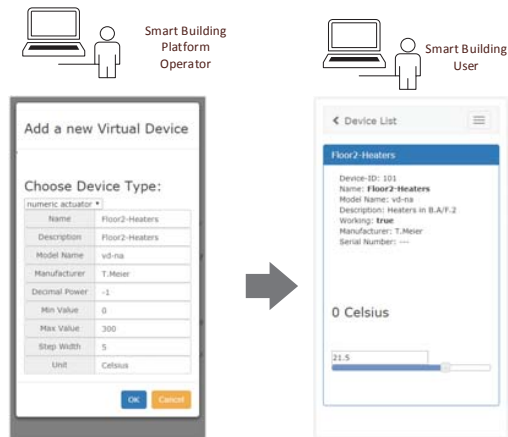 Smart Building
Platform
Operator
Smart Building
User
Add a new Virtual Device
Choose Device Type:
numeric actuator
Name Floor2-Heaters
Description Floor2-Heaters
Model Name vd-na
Manufacturer T.Meier
Decimal Power -1
Min Value 0
Max Value 300
Step Width 5
Unit Celsius
OK Cancel
Device List
Floor2-Heaters
Device-ID: 101
Name: Floor2-Heaters
Model Name: vd-na
Description: Heaters in B.A/F.2
Working: true
Manufacturer: T.Meier
Serial Number: ---
0 Celsius
21.5